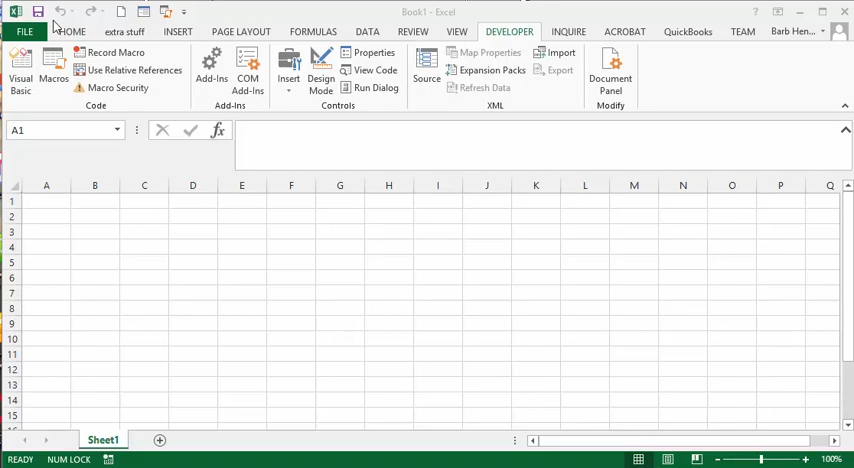 Book1 - Excel
FILE HOME extra stuff INSERT PAGE LAYOUT FORMULAS DATA REVIEW VIEW DEVELOPER INQUIRE ACROBAT QuickBooks TEAM Barb Hen...
Visual Basic
Macros
Record Macro
Use Relative References
Macro Security
Code
Add-Ins
COM Add-Ins
Add-Ins
Insert
Design Mode
Properties
View Code
Run Dialog
Controls
Source
Map Properties
Expansion Packs
Refresh Data
Import
Export
XML
Document Panel
Modify
A1 fx
A B C D E F G H I J K L M N O P Q
1
2
3
4
5
6
7
8
9
10
11
12
13
14
15
Sheet1
READY NUM LOCK 100%